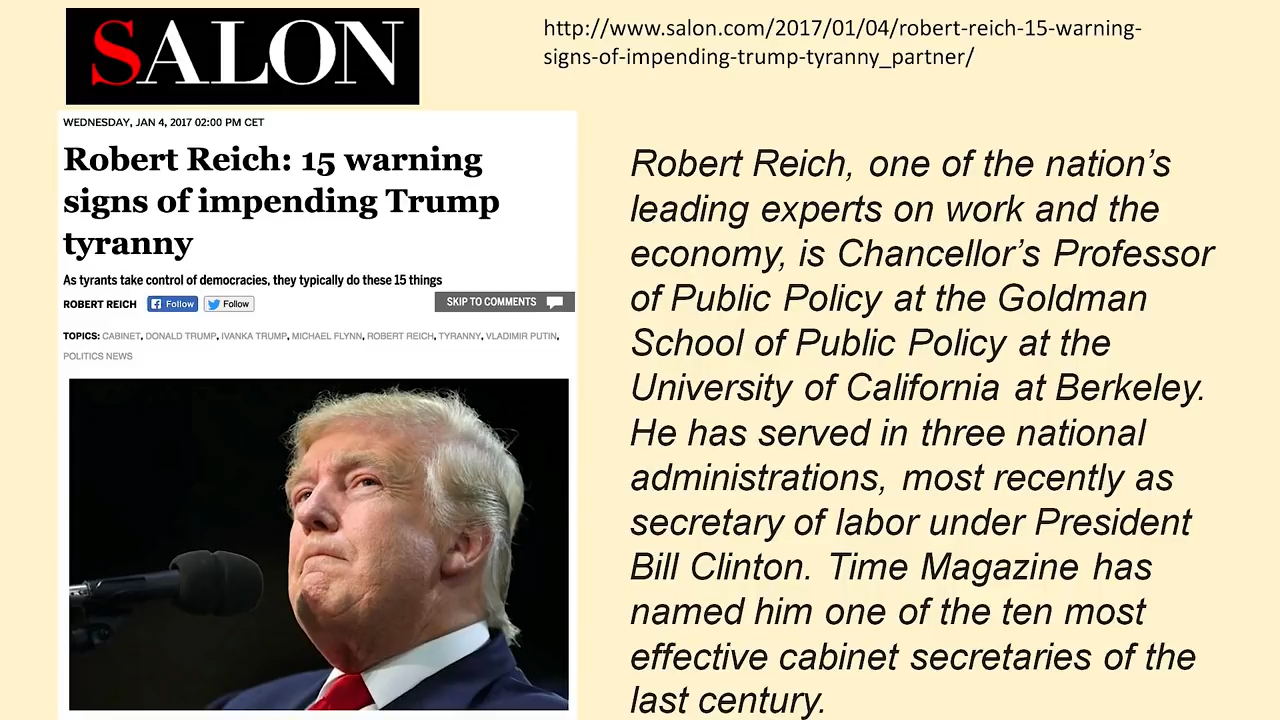 SALON
http://www.salon.com/2017/01/04/robert-reich-15-warning-
signs-of-impending-trump-tyranny_partner/
WEDNESDAY, JAN 4, 2017 02:00 PM CET
Robert Reich: 15 warning
signs of impending Trump
tyranny
As tyrants take control of democracies, they typically do these 15 things
ROBERT REICH Follow Follow
SKIP TO COMMENTS
TOPICS: CABINET, DONALD TRUMP, IVANKA TRUMP, MICHAEL FLYNN, ROBERT REICH, TYRANNY, VLADIMIR PUTIN,
POLITICS NEWS
Robert Reich, one of the nation’s
leading experts on work and the
economy, is Chancellor’s Professor
of Public Policy at the Goldman
School of Public Policy at the
University of California at Berkeley.
He has served in three national
administrations, most recently as
secretary of labor under President
Bill Clinton. Time Magazine has
named him one of the ten most
effective cabinet secretaries of the
last century.